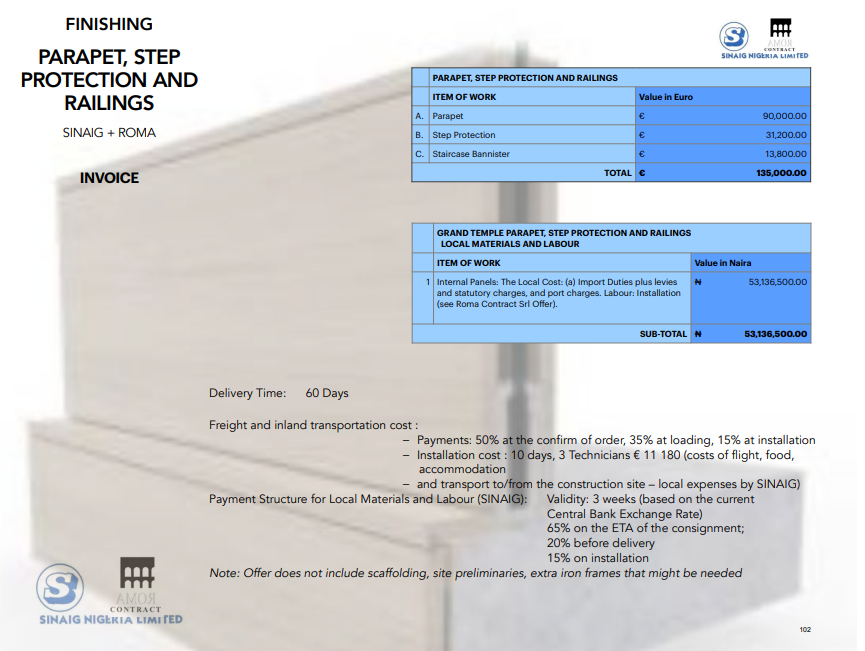 FINISHING
PARAPET, STEP
PROTECTION AND
RAILINGS
SINAIG + ROMA
INVOICE
S
AMOR
CONTRACT
SINAIG NIGERIA LIMITED
PARAPET, STEP PROTECTION AND RAILINGS
ITEM OF WORK Value in Euro
A. Parapet € 90,000.00
B. Step Protection € 31,200.00
C. Staircase Bannister € 13,800.00
TOTAL € 135,000.00
GRAND TEMPLE PARAPET, STEP PROTECTION AND RAILINGS
LOCAL MATERIALS AND LABOUR
ITEM OF WORK Value in Naira
1 Internal Panels: The Local Cost: (a) Import Duties plus levies ₦ 53,136,500.00
and statutory charges, and port charges. Labour: Installation
(see Roma Contract Srl Offer).
SUB-TOTAL ₦ 53,136,500.00
Delivery Time: 60 Days
Freight and inland transportation cost :
– Payments: 50% at the confirm of order, 35% at loading, 15% at installation
– Installation cost : 10 days, 3 Technicians € 11 180 (costs of flight, food,
accommodation
– and transport to/from the construction site – local expenses by SINAIG)
Payment Structure for Local Materials and Labour (SINAIG): Validity: 3 weeks (based on the current
Central Bank Exchange Rate)
65% on the ETA of the consignment;
20% before delivery
15% on installation
Note: Offer does not include scaffolding, site preliminaries, extra iron frames that might be needed
S
AMOR
CONTRACT
SINAIG NIGERIA LIMITED
102